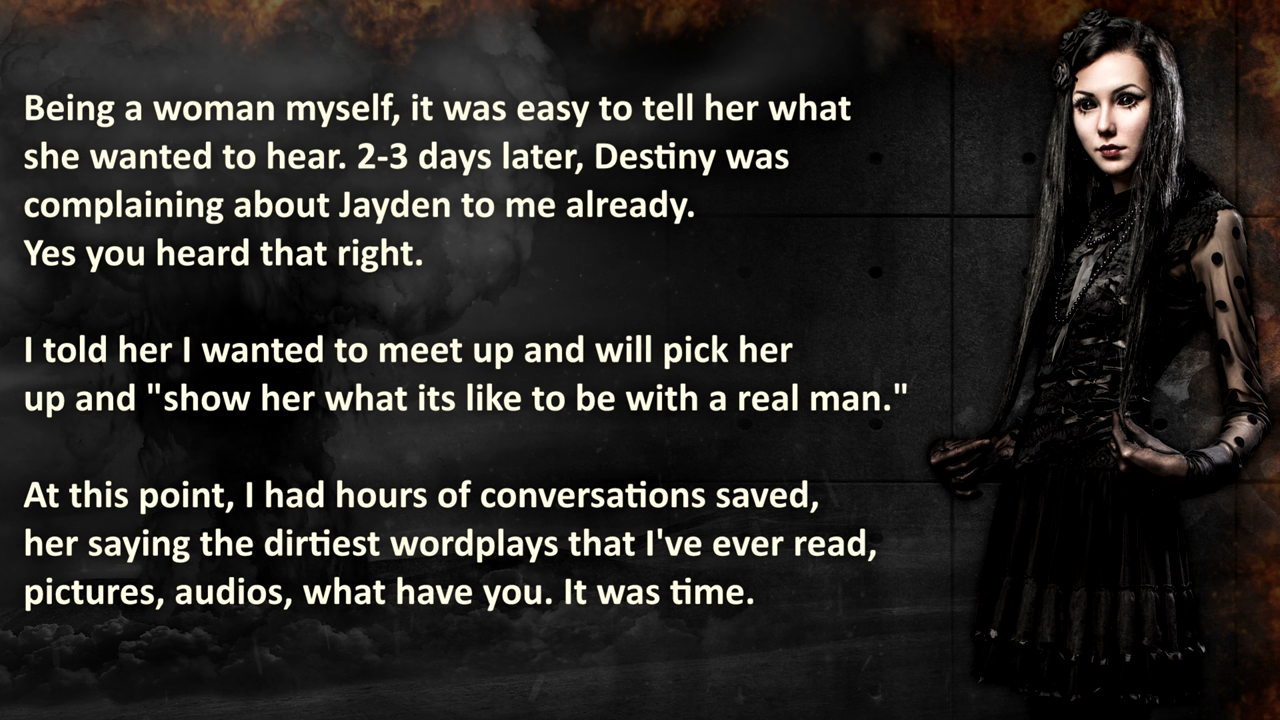 Being a woman myself, it was easy to tell her what
she wanted to hear. 2-3 days later, Destiny was
complaining about Jayden to me already.
Yes you heard that right.
I told her I wanted to meet up and will pick her
up and "show her what its like to be with a real man."
At this point, I had hours of conversations saved,
her saying the dirtiest wordplays that I've ever read,
pictures, audios, what have you. It was time.